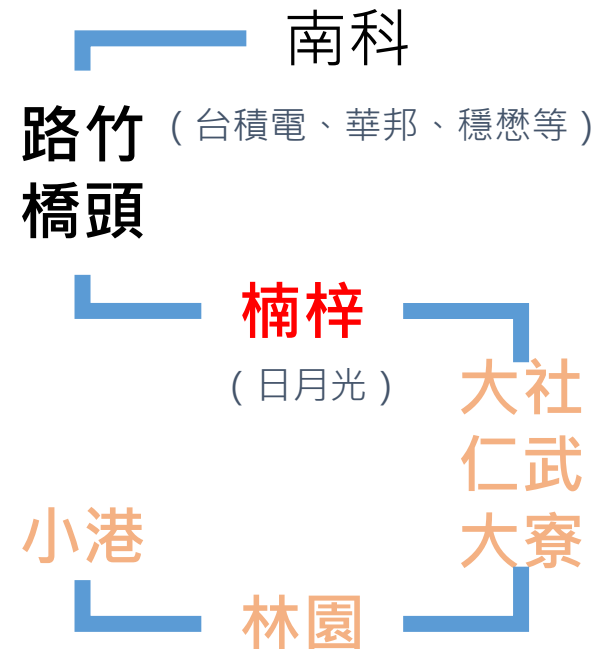 南科
路竹
橋頭
（台積電、華邦、穩懋等）
楠梓
（日月光）
大社
仁武
大寮
小港
林園